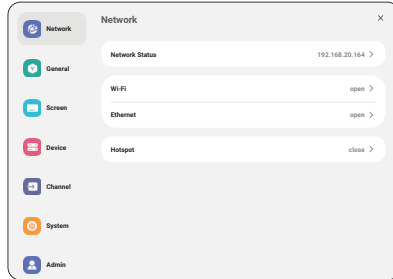 Network
General
Screen
Device
Channel
System
Admin
Network
Network Status 192.168.20.164 >
Wi-Fi open >
Ethernet open >
Hotspot close >